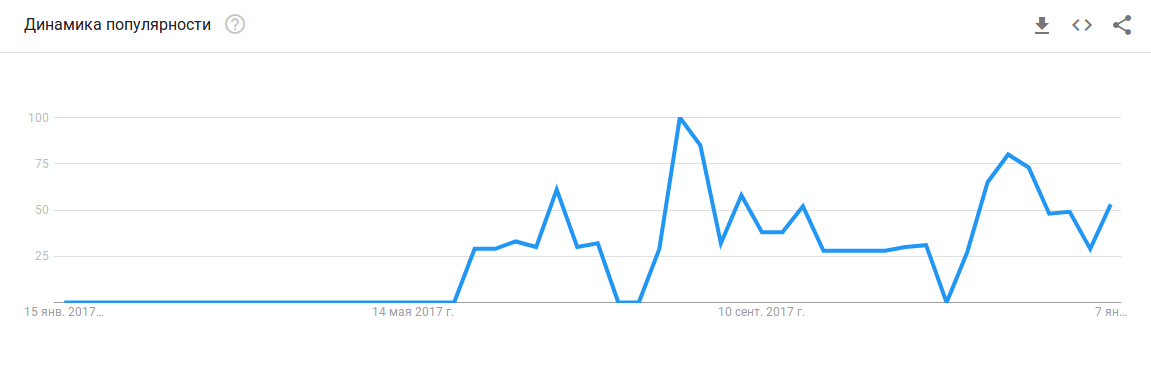 Динамика популярности ?
100
75
50
25
15 янв. 2017…
14 мая 2017 г.
10 сент. 2017 г.
7 ян…